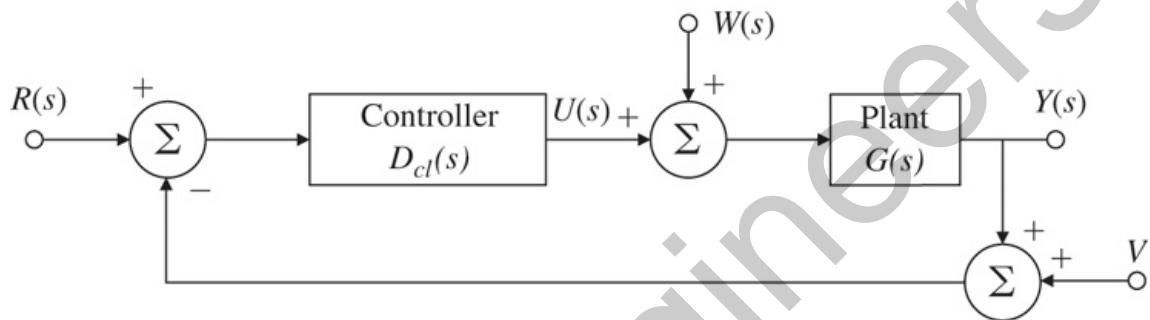 W(s)
R(s)
+
Σ
−
Controller
D_cl(s)
U(s)
+
+
Σ
Plant
G(s)
Y(s)
+
+
Σ
V